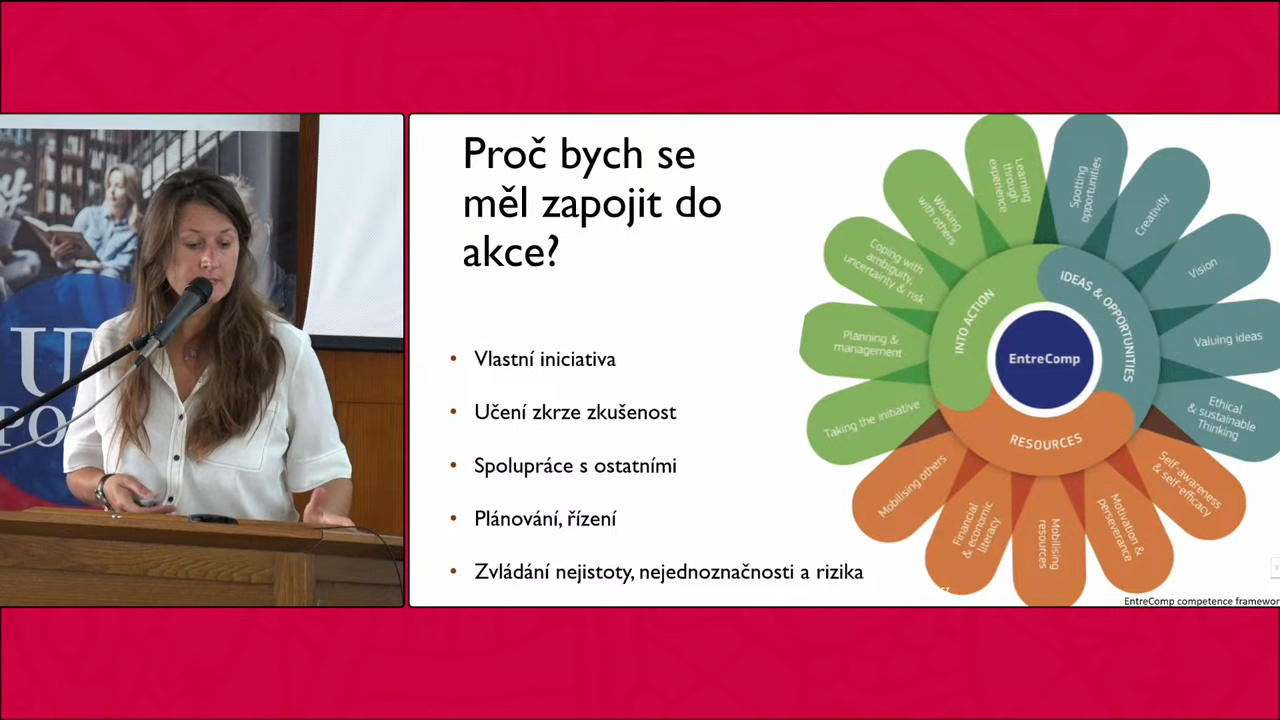 U
PO
Proč bych se
měl zapojit do
akce?
• Vlastní iniciativa
• Učení zkrze zkušenost
• Spolupráce s ostatními
• Plánování, řízení
• Zvládání nejistoty, nejednoznačnosti a rizika
EntreComp
IDEAS & OPPORTUNITIES
RESOURCES
INTO ACTION
Spotting
opportunities
Creativity
Vision
Valuing ideas
Ethical
& sustainable
Thinking
Self-awareness
& self-efficacy
Motivation &
perseverance
Mobilising
resources
Financial
& economic
literacy
Mobilising others
Taking the initiative
Planning &
management
Coping with
ambiguity,
uncertainty & risk
Working
with others
Learning
through
experience
EntreComp competence framewor